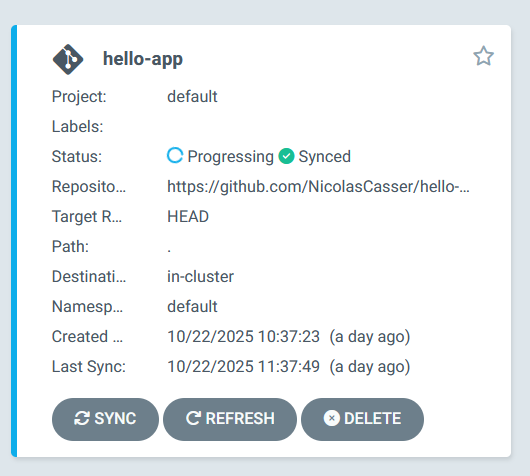 hello-app
Project: default
Labels:
Status: Progressing Synced
Reposito... https://github.com/NicolasCasser/hello-...
Target R... HEAD
Path: .
Destinati... in-cluster
Namesp... default
Created ... 10/22/2025 10:37:23 (a day ago)
Last Sync: 10/22/2025 11:37:49 (a day ago)
SYNC REFRESH DELETE